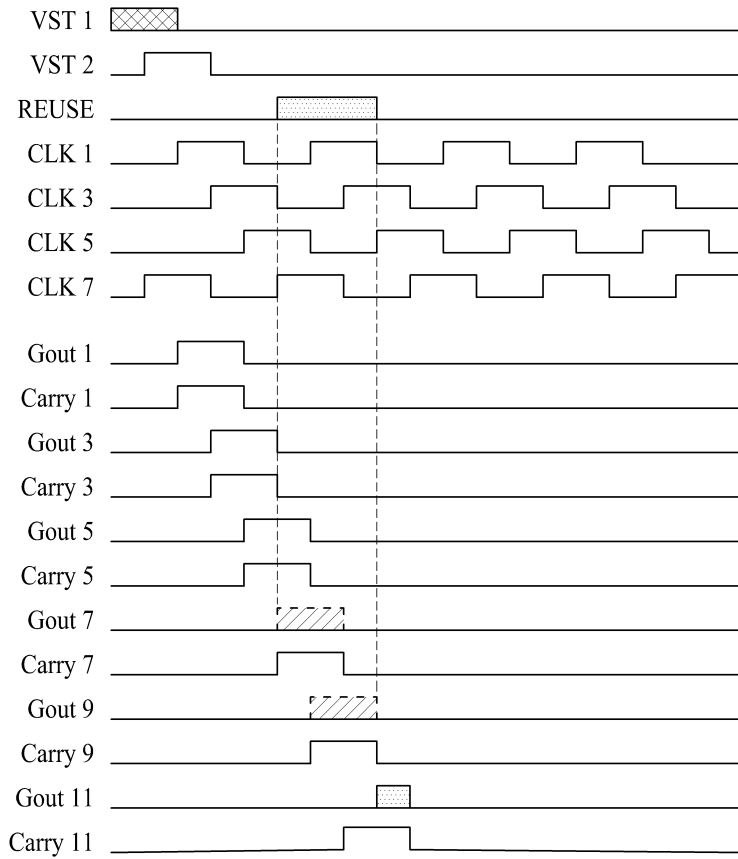 VST 1
VST 2
REUSE
CLK 1
CLK 3
CLK 5
CLK 7
Gout 1
Carry 1
Gout 3
Carry 3
Gout 5
Carry 5
Gout 7
Carry 7
Gout 9
Carry 9
Gout 11
Carry 11